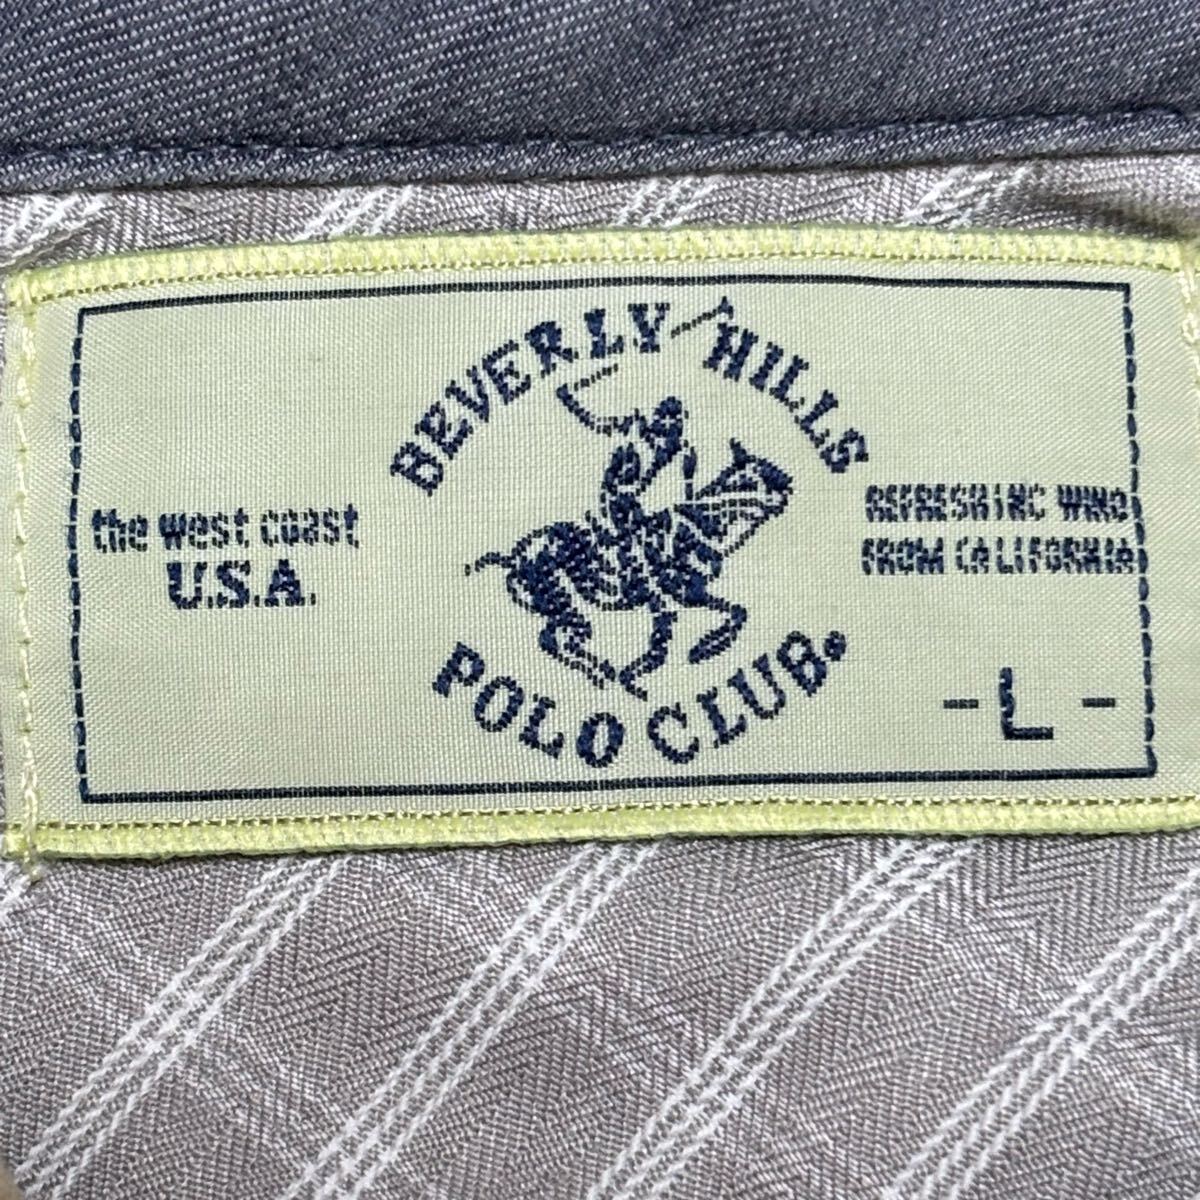 BEVERLY HILLS
the west coast
U.S.A.
REFRESHING WIND
FROM CALIFORNIA
POLO CLUB.
- L -